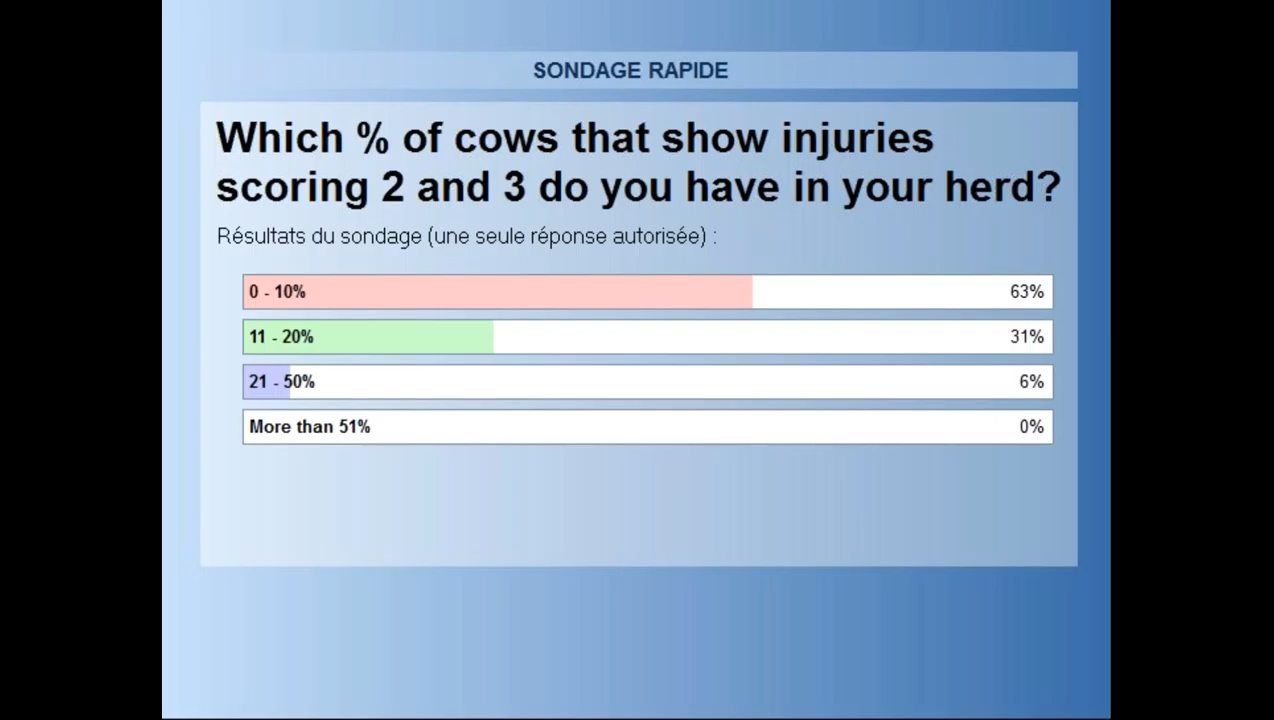 SONDAGE RAPIDE
Which % of cows that show injuries
scoring 2 and 3 do you have in your herd?
Résultats du sondage (une seule réponse autorisée) :
0 - 10% 63%
11 - 20% 31%
21 - 50% 6%
More than 51% 0%